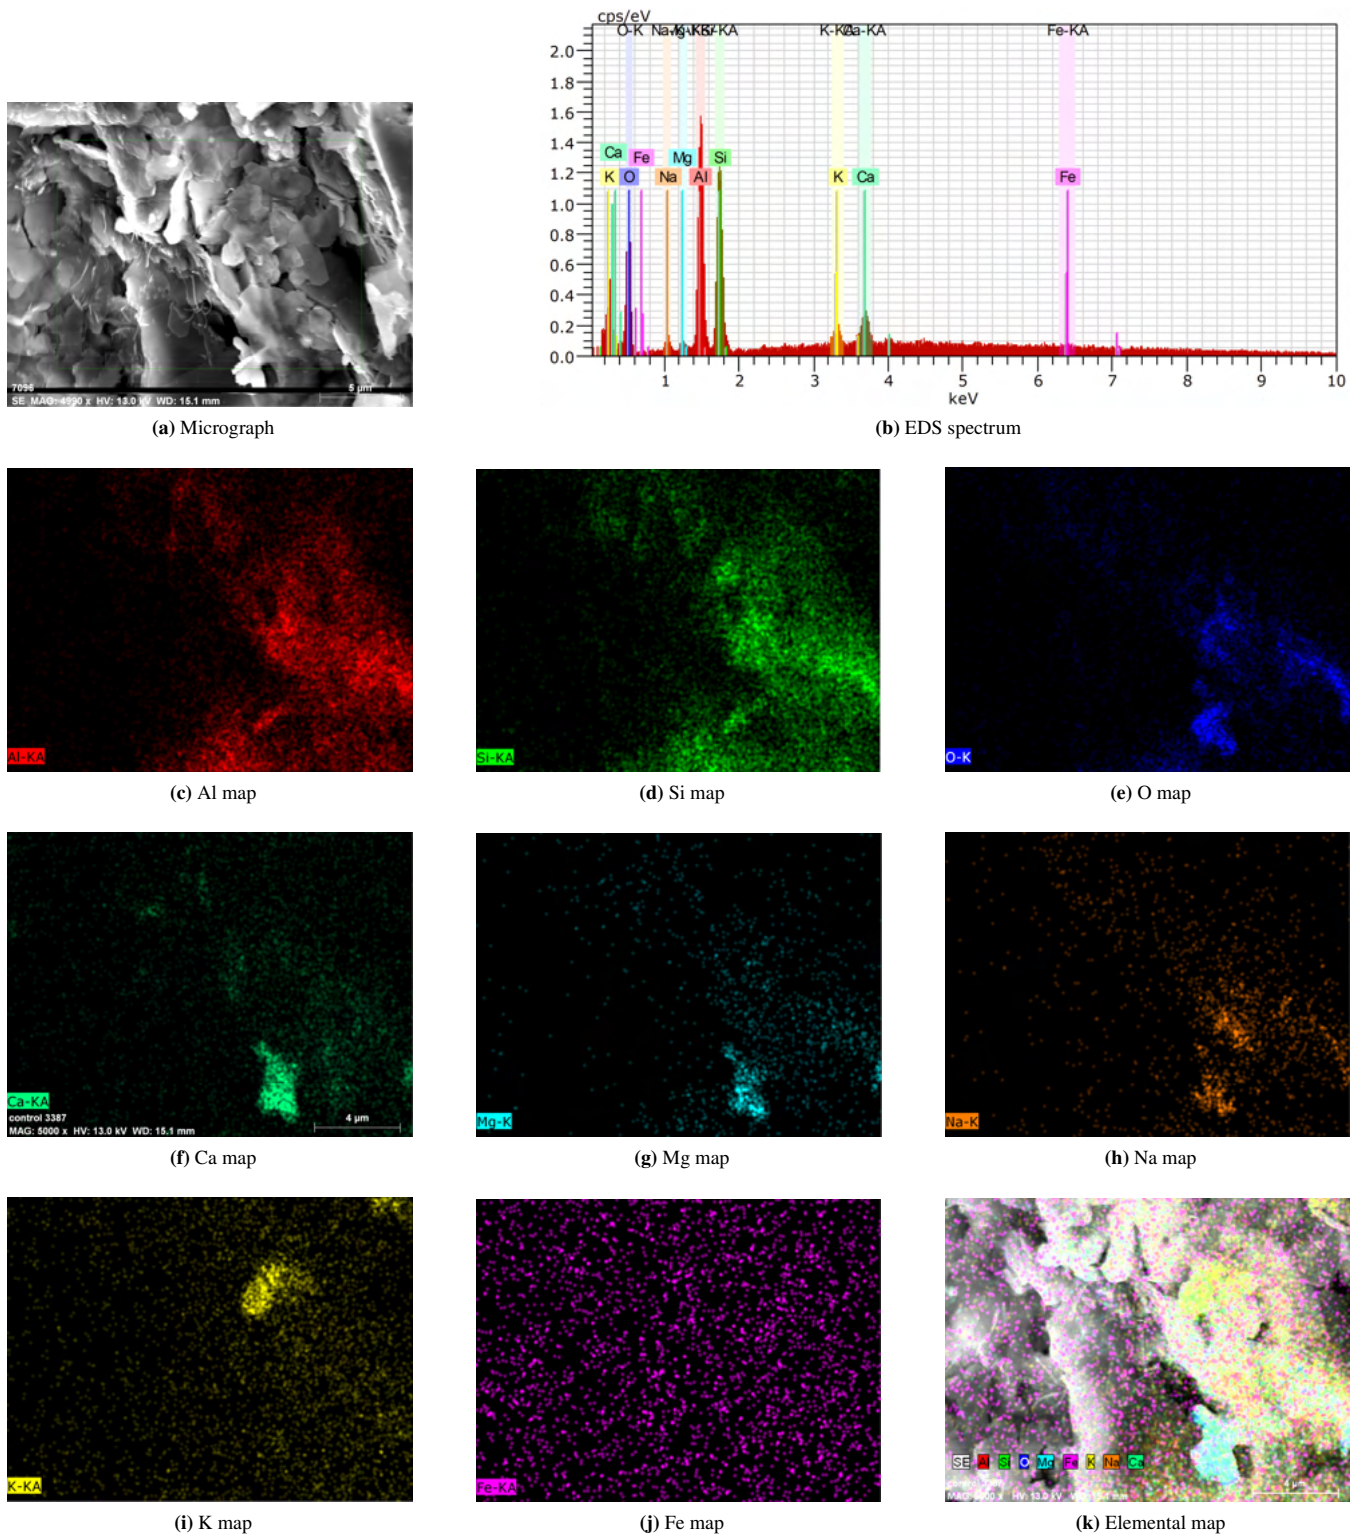 cps/eV
O-K
K-KA
Fe-KA
2.0
1.8
1.6
1.4
1.2
1.0
0.8
0.6
0.4
0.2
0.0
Ca Fe Mg Si
K O Na Al K Ca Fe
1 2 3 4 5 6 7 8 9 10
keV
7096 5 µm
SE MAG: 4990 x HV: 13.0 kV WD: 15.1 mm
(a) Micrograph
(b) EDS spectrum
Al-KA
Si-KA
O-K
(c) Al map
(d) Si map
(e) O map
Ca-KA
control 3387
MAG: 5000 x HV: 13.0 kV WD: 15.1 mm
4 µm
Mg-K
Na-K
(f) Ca map
(g) Mg map
(h) Na map
K-KA
Fe-KA
SE Al Si O Mg Fe K Na Ca
(i) K map
(j) Fe map
(k) Elemental map